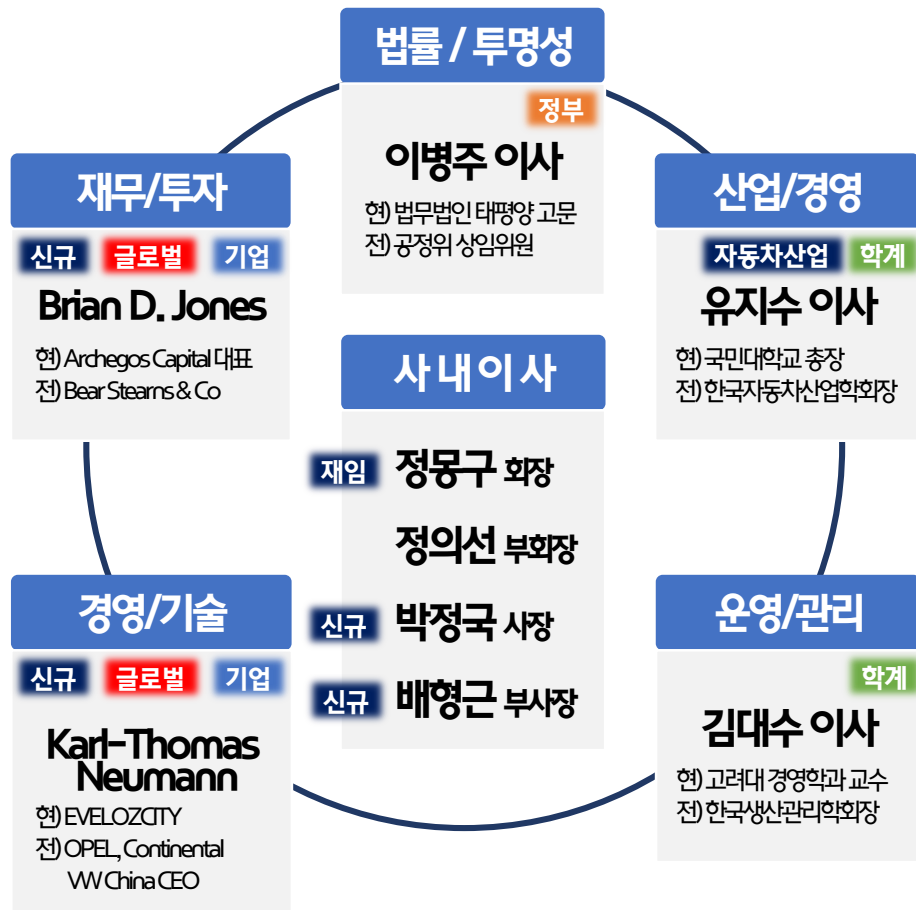 법률 / 투명성
정부
이병주 이사
현) 법무법인 태평양 고문
전) 공정위 상임위원
재무/투자
신규 글로벌 기업
Brian D. Jones
현) Archegos Capital 대표
전) Bear Stearns & Co
산업/경영
자동차산업 학계
유지수 이사
현) 국민대학교 총장
전) 한국자동차산업학회장
사내이사
재임 정몽구 회장
정의선 부회장
신규 박정국 사장
신규 배형근 부사장
경영/기술
신규 글로벌 기업
Karl-Thomas
Neumann
현) EVELOZCITY
전) OPEL, Continental
VW China CEO
운영/관리
학계
김대수 이사
현) 고려대 경영학과 교수
전) 한국생산관리학회장